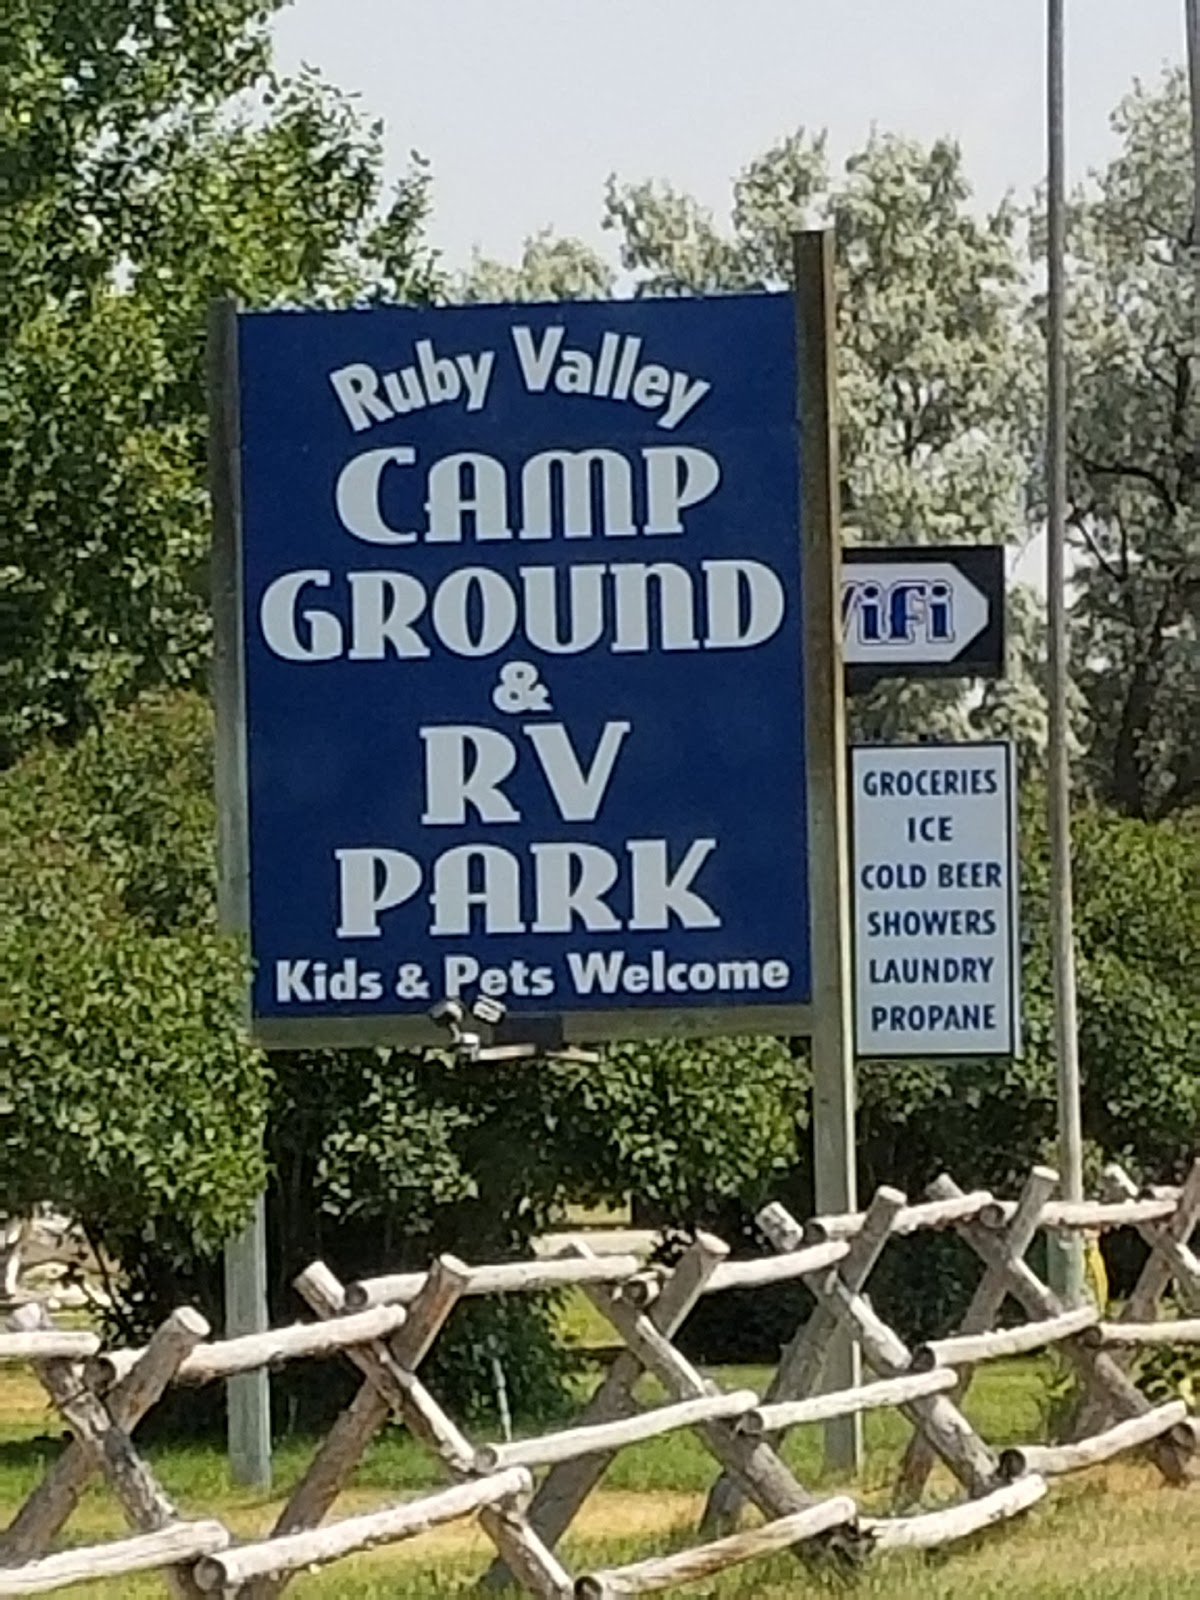 Ruby Valley
CAMP
GROUND
&
RV
PARK
Kids & Pets Welcome
GROCERIES
ICE
COLD BEER
SHOWERS
LAUNDRY
PROPANE